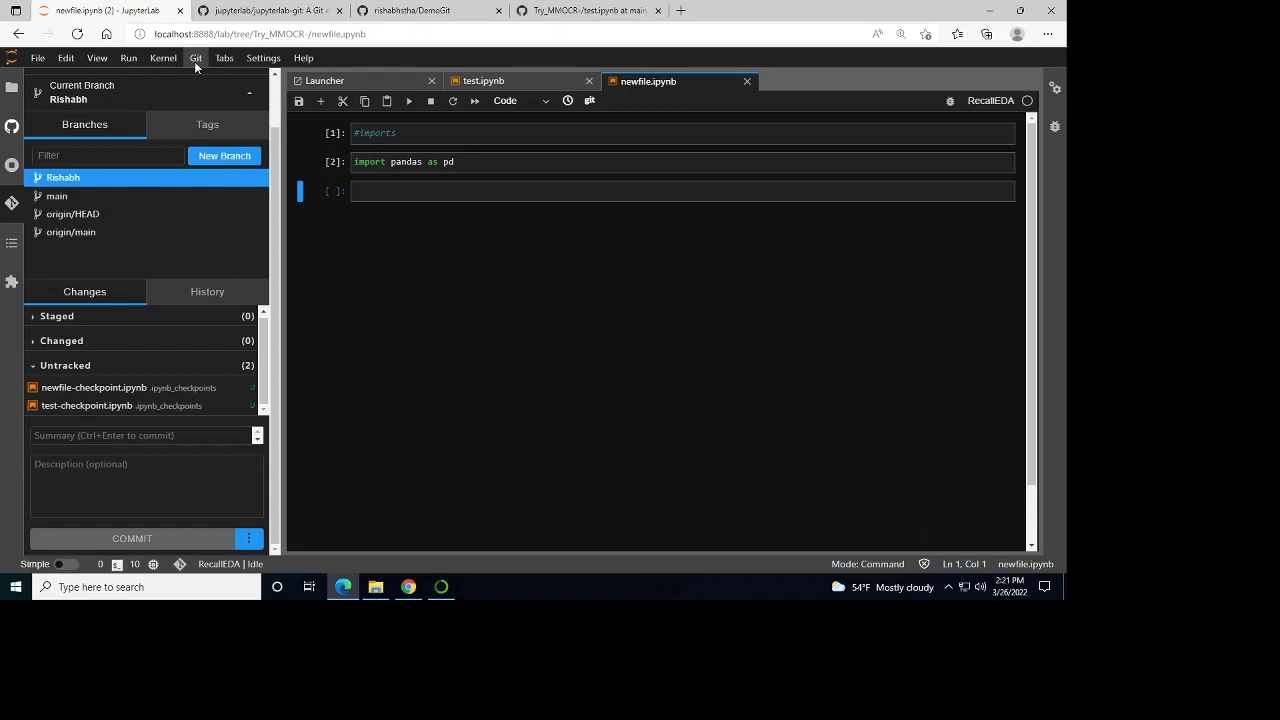 newfile.ipynb (2) - JupyterLab
jupyterlab/jupyterlab-git: A Git e
rishabhstha/DemoGit
Try_MMOCR-/test.ipynb at main
localhost:8888/lab/tree/Try_MMOCR-/newfile.ipynb
File Edit View Run Kernel Git Tabs Settings Help
Current Branch
Rishabh
Branches Tags
Filter New Branch
Rishabh
main
origin/HEAD
origin/main
Changes History
Staged (0)
Changed (0)
Untracked (2)
newfile-checkpoint.ipynb .ipynb_checkpoints U
test-checkpoint.ipynb .ipynb_checkpoints U
Summary (Ctrl+Enter to commit)
Description (optional)
COMMIT
Launcher test.ipynb newfile.ipynb
Code git RecallEDA
[1]: #imports
[2]: import pandas as pd
[ ]:
Simple 0 10 RecallEDA | Idle Mode: Command Ln 1, Col 1 newfile.ipynb
Type here to search 54°F Mostly cloudy 2:21 PM
3/26/2022